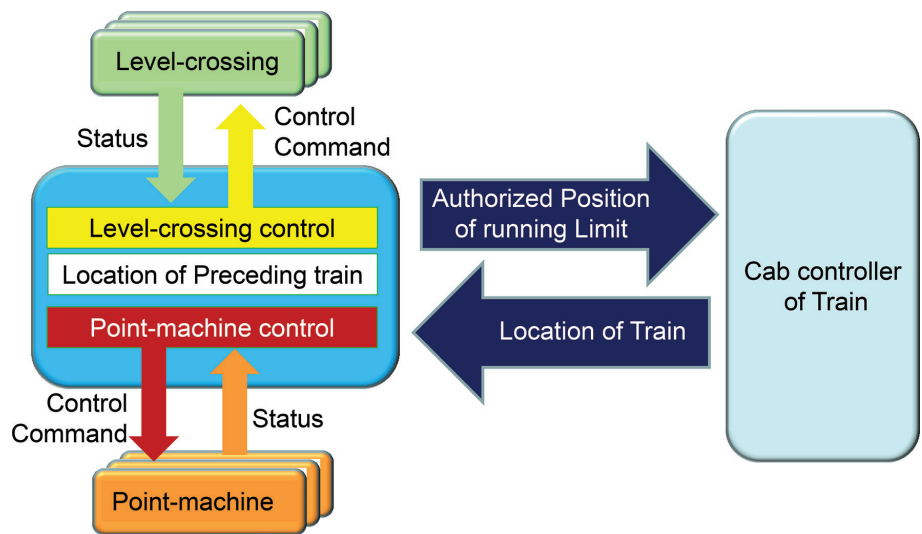 Level-crossing
Status
Control
Command
Level-crossing control
Location of Preceding train
Point-machine control
Control
Command
Status
Point-machine
Authorized Position
of running Limit
Location of Train
Cab controller
of Train